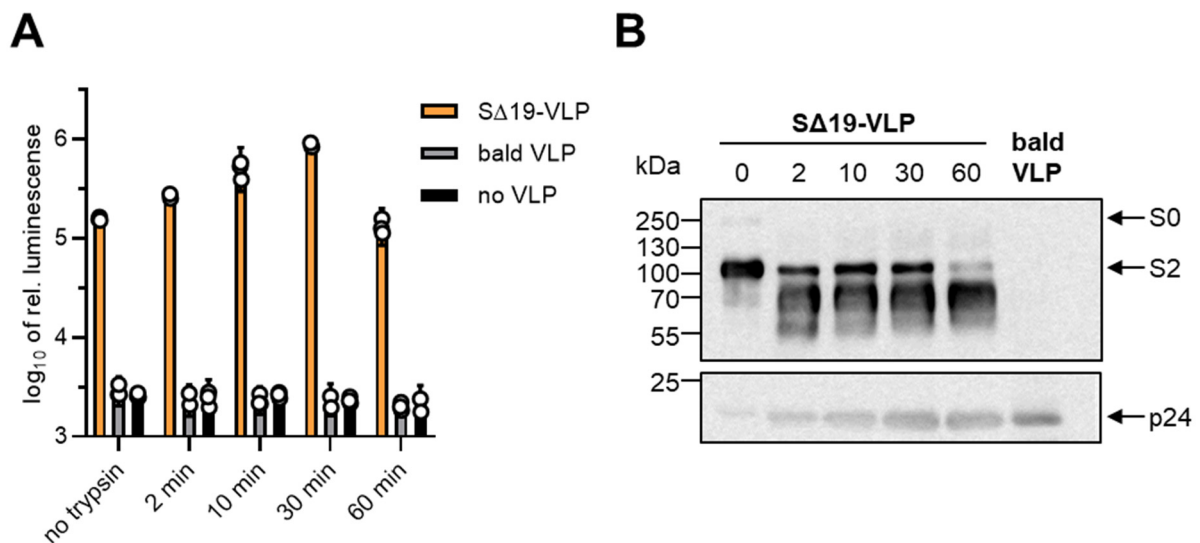 A
log10 of rel. luminescense
6
5
4
3
no trypsin
2 min
10 min
30 min
60 min
SΔ19-VLP
bald VLP
no VLP
B
SΔ19-VLP
bald
VLP
kDa
0 2 10 30 60
250
130
100
70
55
25
S0
S2
p24